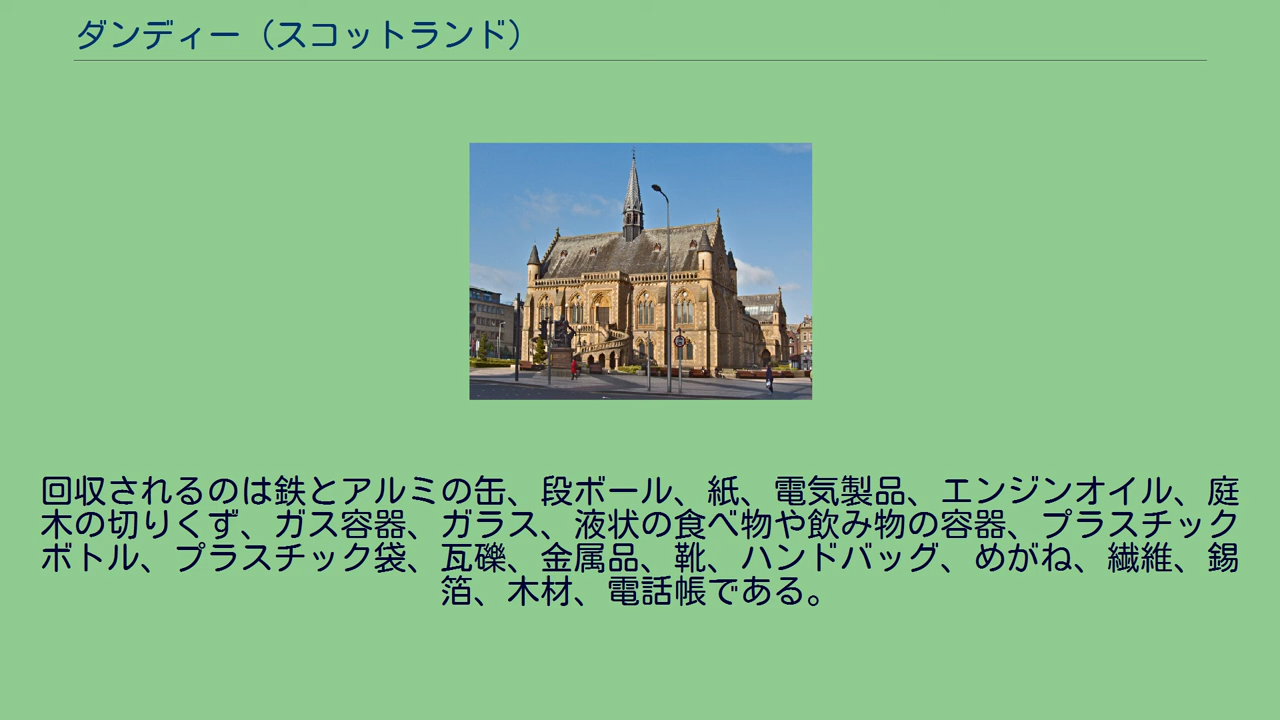 ダンディー（スコットランド）
回収されるのは鉄とアルミの缶、段ボール、紙、電気製品、エンジンオイル、庭
木の切りくず、ガス容器、ガラス、液状の食べ物や飲み物の容器、プラスチック
ボトル、プラスチック袋、瓦礫、金属品、靴、ハンドバッグ、めがね、繊維、錫
箔、木材、電話帳である。